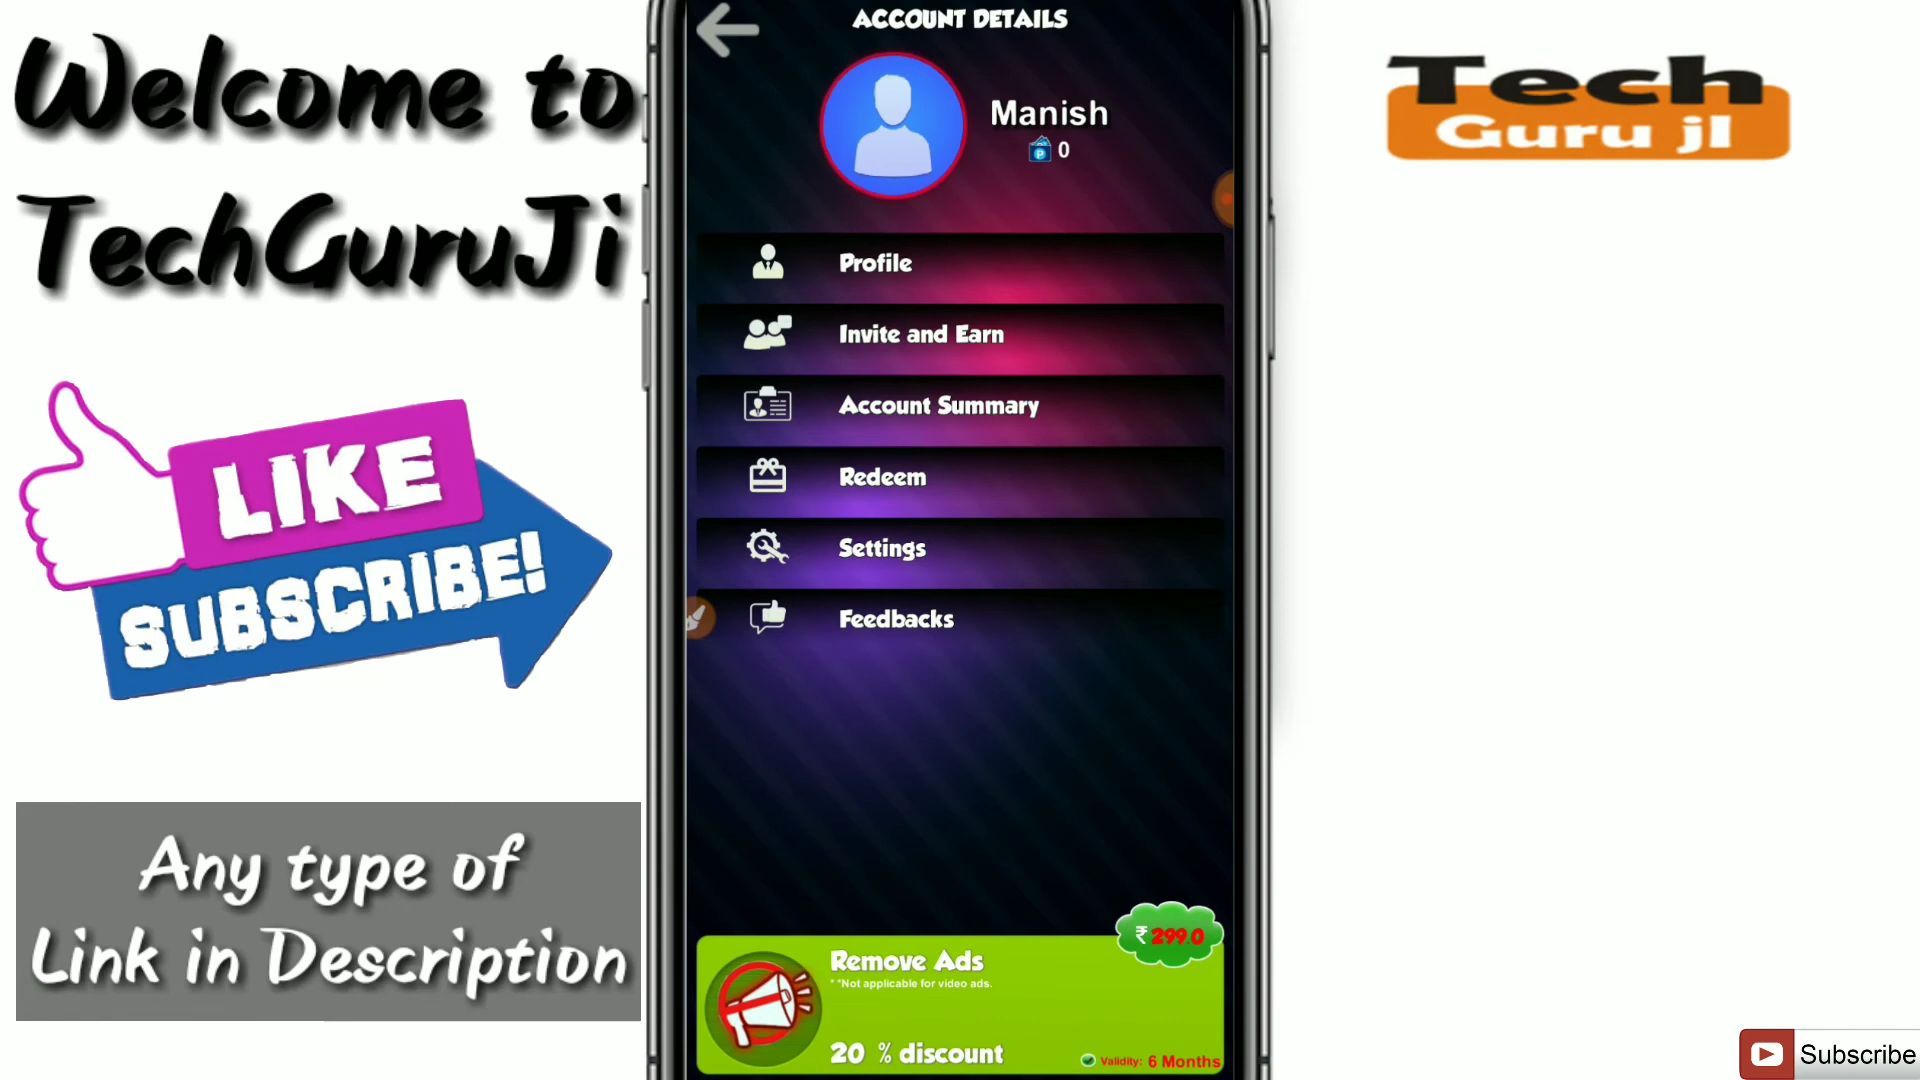 Welcome to
TechGuruJi
LIKE
SUBSCRIBE!
Any type of
Link in Description
ACCOUNT DETAILS
Manish
0
Profile
Invite and Earn
Account Summary
Redeem
Settings
Feedbacks
₹ 299.0
Remove Ads
* *Not applicable for video ads.
20 % discount
Validity: 6 Months
Tech
Guru jI
Subscribe